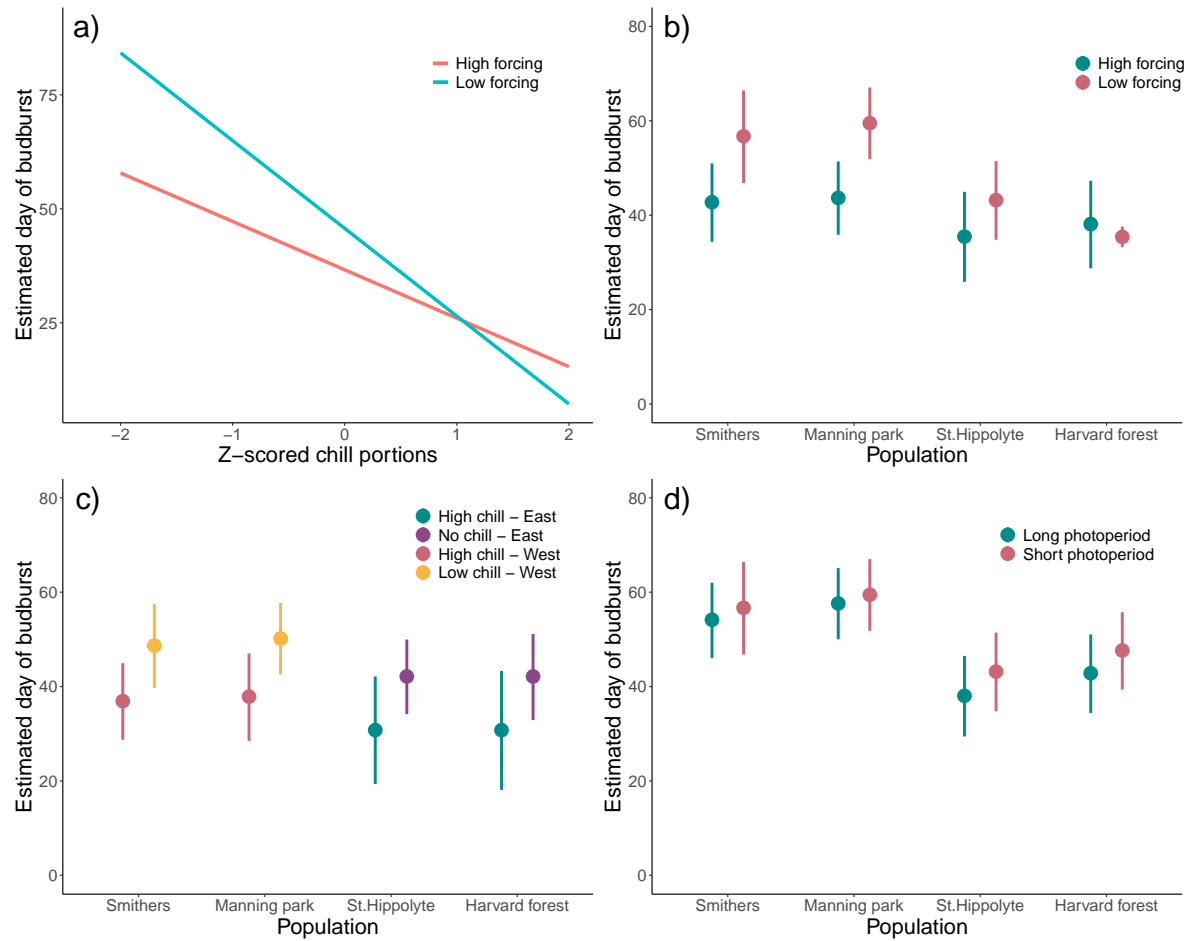 a)
High forcing
Low forcing
Estimated day of budburst
75
50
25
−2 −1 0 1 2
Z−scored chill portions
b)
High forcing
Low forcing
Estimated day of budburst
80
60
40
20
0
Smithers Manning park St.Hippolyte Harvard forest
Population
c)
High chill − East
No chill − East
High chill − West
Low chill − West
Estimated day of budburst
80
60
40
20
0
Smithers Manning park St.Hippolyte Harvard forest
Population
d)
Long photoperiod
Short photoperiod
Estimated day of budburst
80
60
40
20
0
Smithers Manning park St.Hippolyte Harvard forest
Population